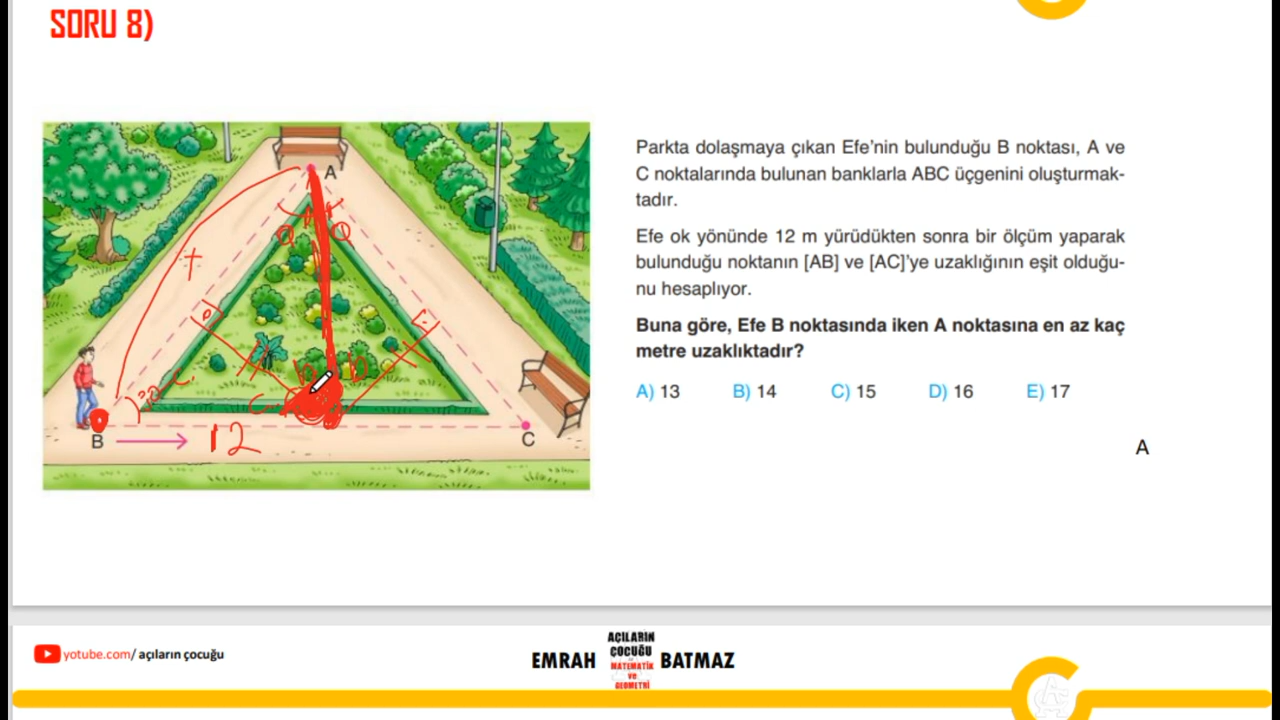 SORU 8)
Parkta dolaşmaya çıkan Efe'nin bulunduğu B noktası, A ve
C noktalarında bulunan banklarla ABC üçgenini oluşturmak-
tadır.
Efe ok yönünde 12 m yürüdükten sonra bir ölçüm yaparak
bulunduğu noktanın [AB] ve [AC]'ye uzaklığının eşit olduğu-
nu hesaplıyor.
Buna göre, Efe B noktasında iken A noktasına en az kaç
metre uzaklıktadır?
A) 13 B) 14 C) 15 D) 16 E) 17
A
A
B
C
12
yotube.com/ açıların çocuğu
EMRAH
AÇILARIN
ÇOCUĞU
MATEMATİK
ve
GEOMETRİ
BATMAZ